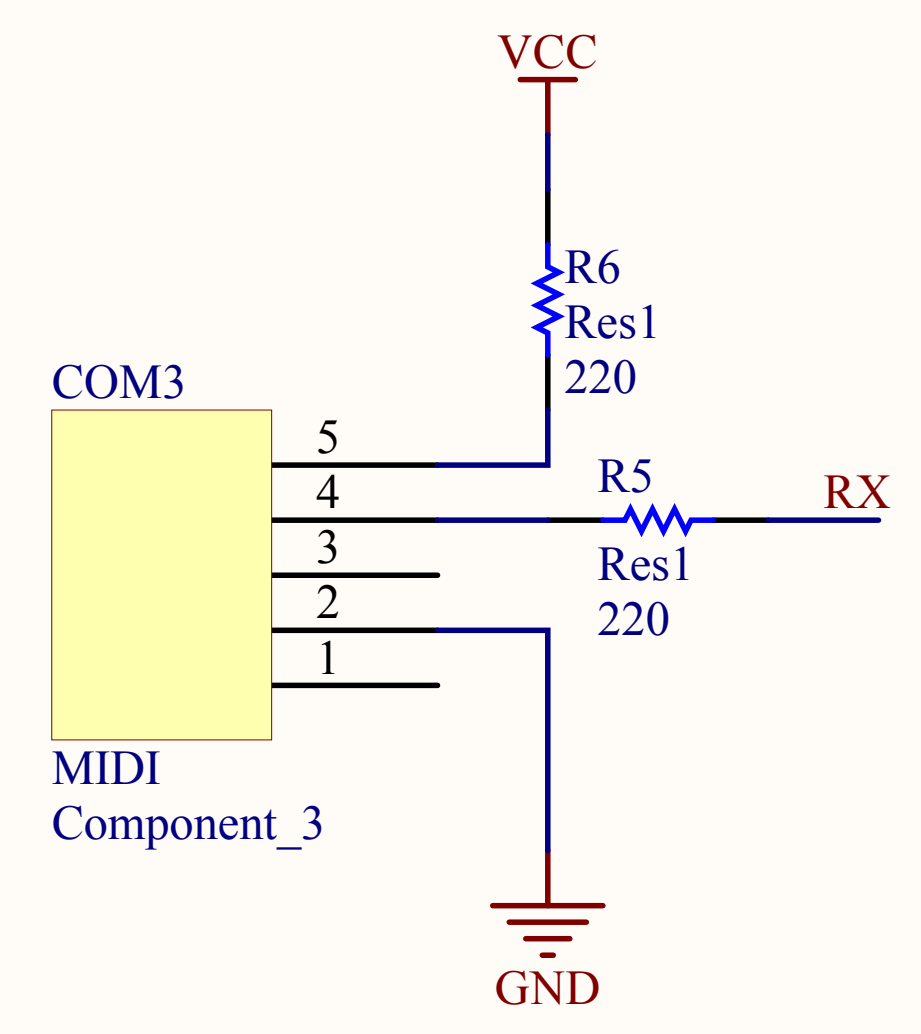 VCC
R6
Res1
220
COM3
5
4
3
2
1
R5
RX
Res1
220
MIDI
Component_3
GND